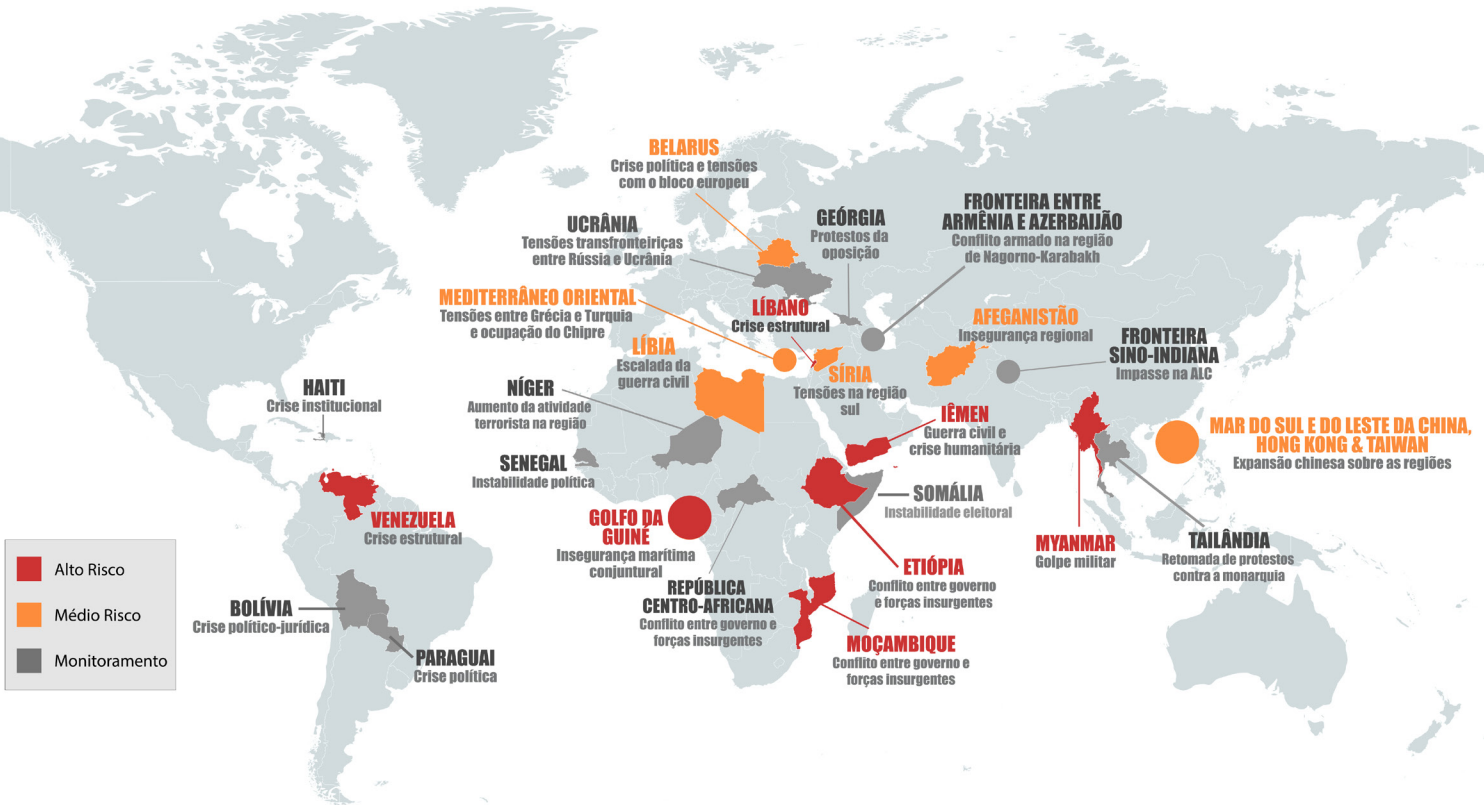 BELARUS
Crise política e tensões
com o bloco europeu
UCRÂNIA
Tensões transfronteiriças
entre Rússia e Ucrânia
GEÓRGIA
Protestos da
oposição
FRONTEIRA ENTRE
ARMÊNIA E AZERBAIJÃO
Conflito armado na região
de Nagorno-Karabakh
MEDITERRÂNEO ORIENTAL
Tensões entre Grécia e Turquia
e ocupação do Chipre
LÍBANO
Crise estrutural
AFEGANISTÃO
Insegurança regional
FRONTEIRA
SINO-INDIANA
Impasse na ALC
LÍBIA
Escalada da
guerra civil
SÍRIA
Tensões na região
sul
HAITI
Crise institucional
NÍGER
Aumento da atividade
terrorista na região
IÊMEN
Guerra civil e
crise humanitária
MAR DO SUL E DO LESTE DA CHINA,
HONG KONG & TAIWAN
Expansão chinesa sobre as regiões
SENEGAL
Instabilidade política
SOMÁLIA
Instabilidade eleitoral
VENEZUELA
Crise estrutural
GOLFO DA
GUINÉ
Insegurança marítima
conjuntural
MYANMAR
Golpe militar
TAILÂNDIA
Retomada de protestos
contra a monarquia
ETIÓPIA
Conflito entre governo
e forças insurgentes
REPÚBLICA
CENTRO-AFRICANA
Conflito entre governo e
forças insurgentes
BOLÍVIA
Crise político-jurídica
MOÇAMBIQUE
Conflito entre governo e
forças insurgentes
PARAGUAI
Crise política
Alto Risco
Médio Risco
Monitoramento